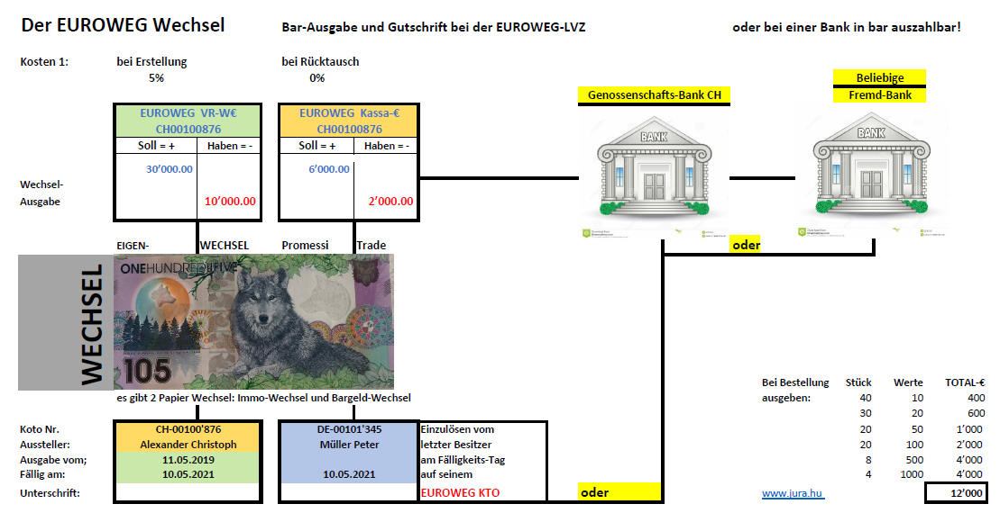 Der EUROWEG Wechsel Bar-Ausgabe und Gutschrift bei der EUROWEG-LVZ oder bei einer Bank in bar auszahlbar!
Kosten 1: bei Erstellung bei Rücktausch
5% 0%
Beliebige
Genossenschafts-Bank CH Fremd-Bank
EUROWEG VR-W€ EUROWEG Kassa-€
CH00100876 CH00100876
Soll = + Haben = - Soll = + Haben = -
BANK BANK
30’000.00 6’000.00
Wechsel-
Ausgabe 10’000.00 2’000.00
EIGEN- WECHSEL Promessi Trade oder
WECHSEL
ONEHUNDREDFIVE
105
es gibt 2 Papier Wechsel: Immo-Wechsel und Bargeld-Wechsel
Bei Bestellung Stück Werte TOTAL-€
ausgeben: 40 10 400
30 20 600
20 50 1’000
20 100 2’000
8 500 4’000
4 1000 4’000
www.jura.hu 12’000
Koto Nr. CH-00100'876 DE-00101'345 Einzulösen vom
Aussteller: Alexander Christoph Müller Peter letzter Besitzer
Ausgabe vom; 11.05.2019 am Fälligkeits-Tag
Fällig am: 10.05.2021 10.05.2021 auf seinem
Unterschrift: EUROWEG KTO oder